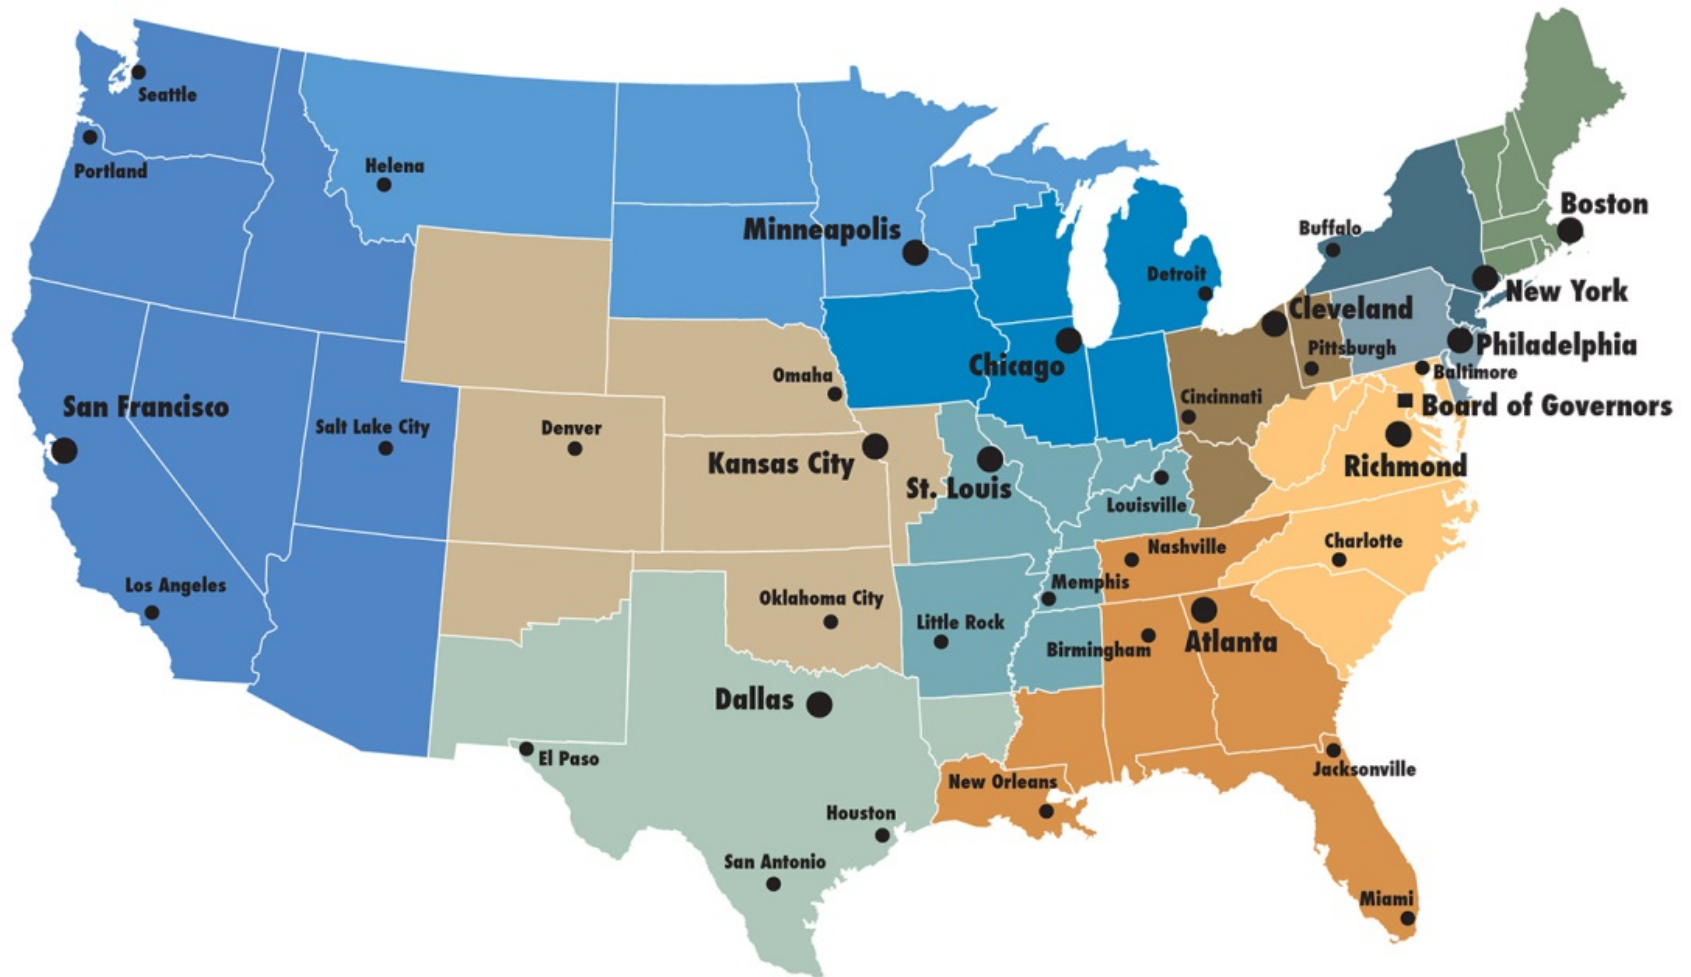 Seattle
Portland
Helena
Minneapolis
Boston
Buffalo
Detroit
New York
Cleveland
Philadelphia
Pittsburgh
Chicago
Baltimore
Omaha
Cincinnati
San Francisco
Board of Governors
Salt Lake City
Denver
Kansas City
Richmond
St. Louis
Louisville
Charlotte
Nashville
Los Angeles
Memphis
Oklahoma City
Little Rock
Atlanta
Birmingham
Dallas
El Paso
Jacksonville
New Orleans
Houston
San Antonio
Miami